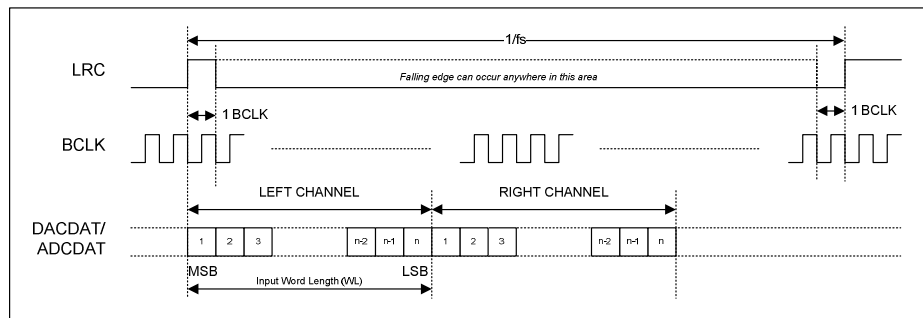 1/fs
LRC
Falling edge can occur anywhere in this area
1 BCLK
1 BCLK
BCLK
LEFT CHANNEL
RIGHT CHANNEL
DACDAT/
ADCDAT
1 2 3 n-2 n-1 n 1 2 3 n-2 n-1 n
MSB LSB
Input Word Length (WL)